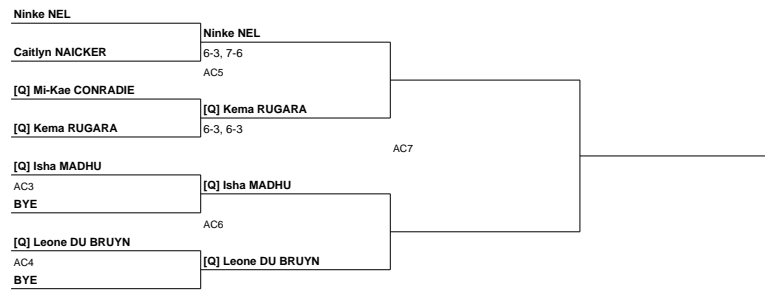 Ninke NEL
Ninke NEL
Caitlyn NAICKER
6-3, 7-6
AC5
[Q] Mi-Kae CONRADIE
[Q] Kema RUGARA
[Q] Kema RUGARA
6-3, 6-3
AC7
[Q] Isha MADHU
AC3
[Q] Isha MADHU
BYE
AC6
[Q] Leone DU BRUYN
AC4
[Q] Leone DU BRUYN
BYE